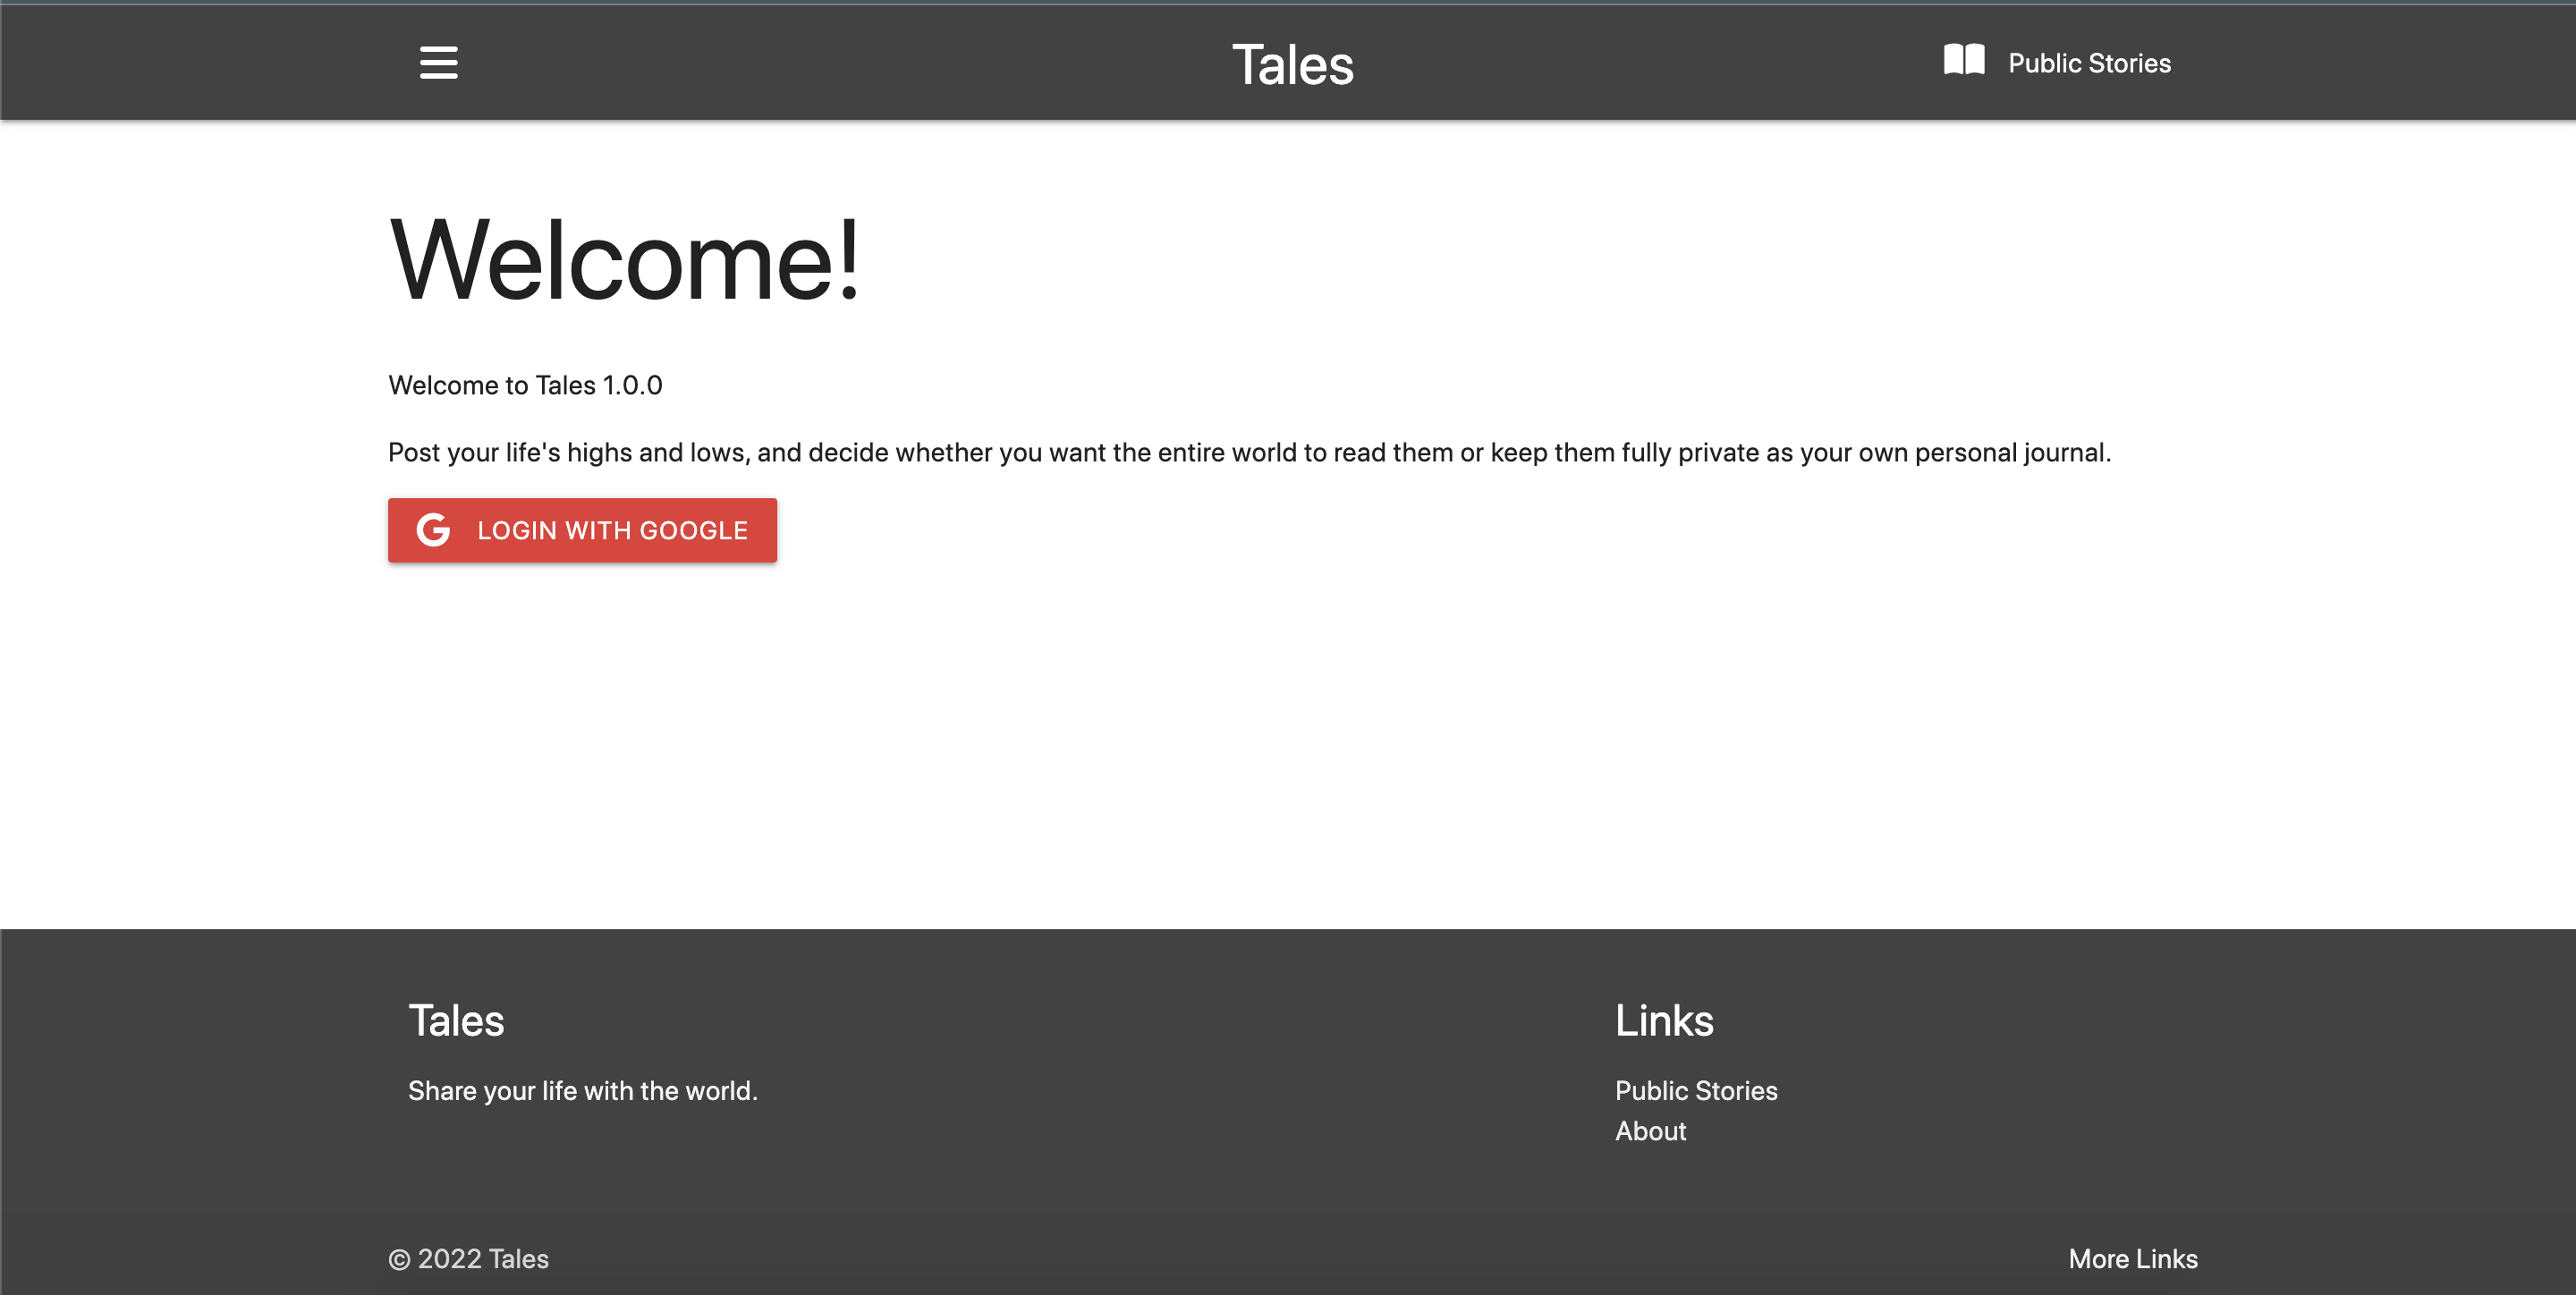 Tales
Public Stories
Welcome!
Welcome to Tales 1.0.0
Post your life's highs and lows, and decide whether you want the entire world to read them or keep them fully private as your own personal journal.
G LOGIN WITH GOOGLE
Tales
Share your life with the world.
Links
Public Stories
About
© 2022 Tales
More Links